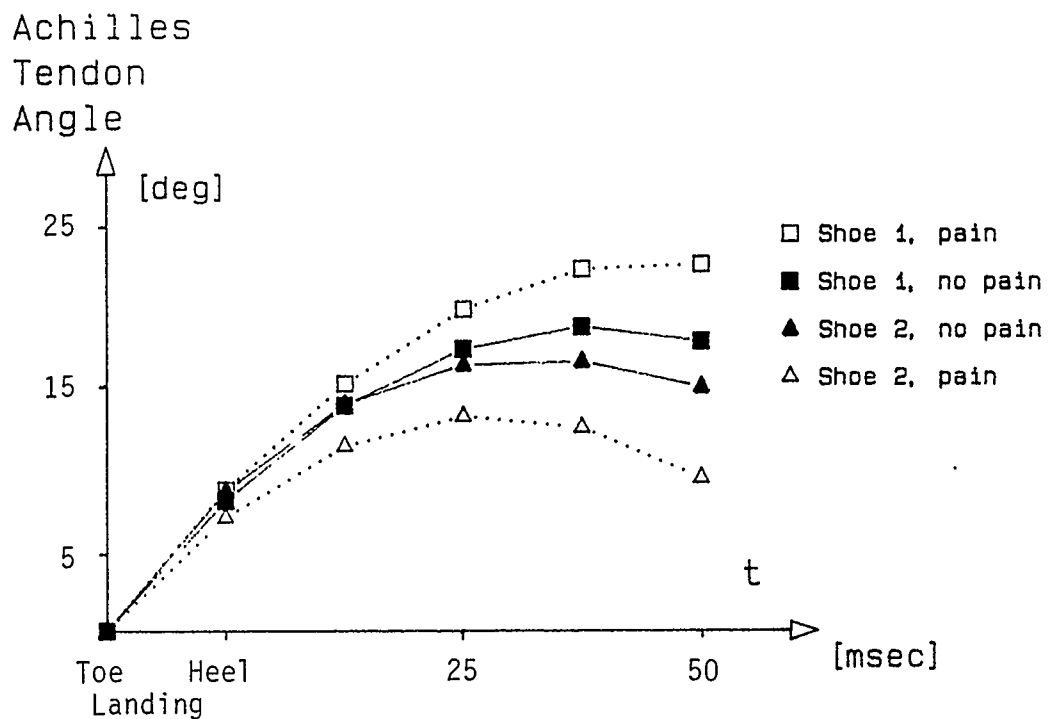 Achilles
Tendon
Angle
[deg]
25
15
5
□ Shoe 1, pain
■ Shoe 1, no pain
▲ Shoe 2, no pain
△ Shoe 2, pain
t
[msec]
Toe Heel 25 50
Landing